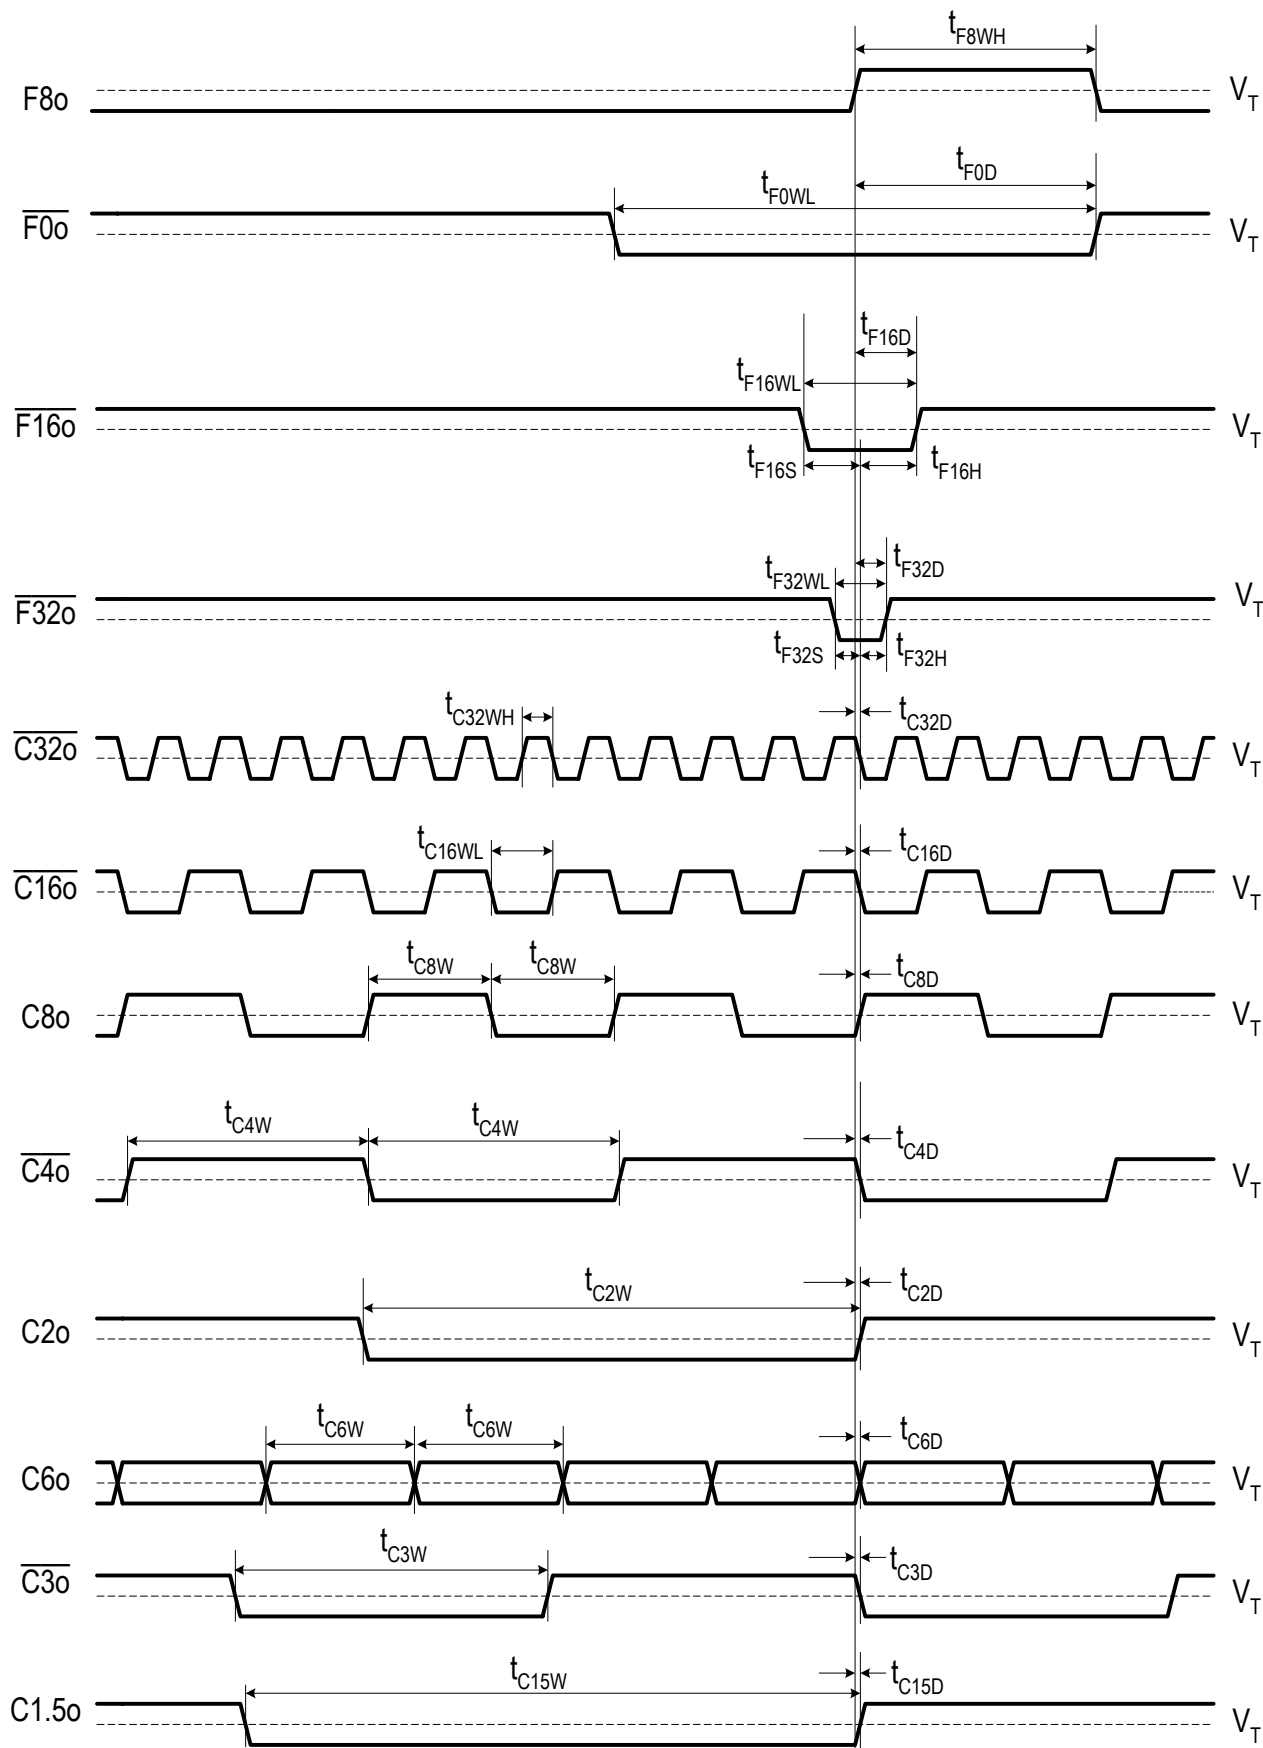 tF8WH
F8o VT
tF0D
tF0WL
F0o VT
tF16D
tF16WL
F16o VT
tF16S tF16H
tF32D
tF32WL
F32o VT
tF32S tF32H
tC32WH tC32D
C32o VT
tC16WL tC16D
C16o VT
tC8W tC8W tC8D
C8o VT
tC4W tC4W tC4D
C4o VT
tC2W tC2D
C2o VT
tC6W tC6W tC6D
C6o VT
tC3W tC3D
C3o VT
tC15W tC15D
C1.5o VT